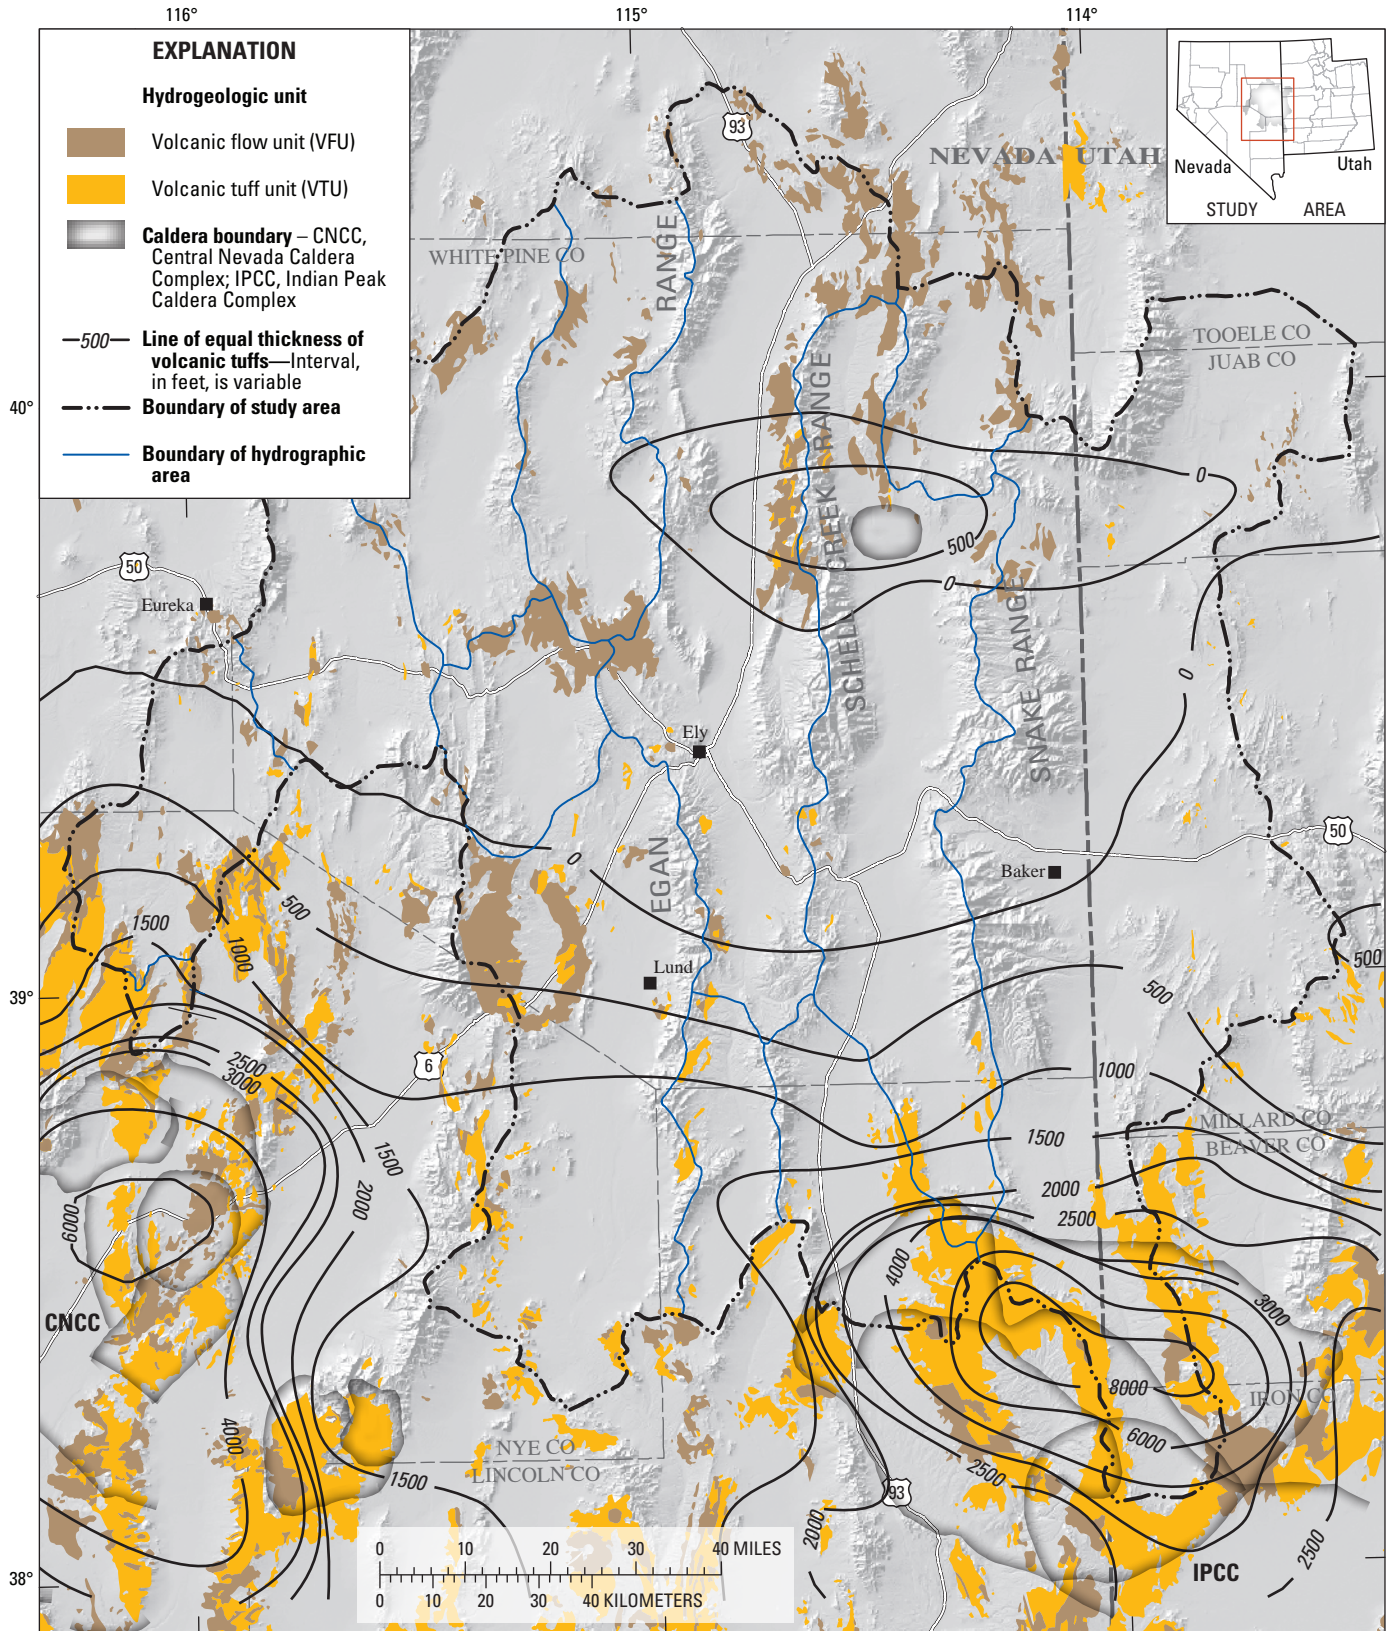 116°
115°
114°
EXPLANATION
Hydrogeologic unit
Volcanic flow unit (VFU)
Volcanic tuff unit (VTU)
Caldera boundary – CNCC,
Central Nevada Caldera
Complex; IPCC, Indian Peak
Caldera Complex
500
Line of equal thickness of
volcanic tuffs—Interval,
in feet, is variable
Boundary of study area
Boundary of hydrographic
area
Nevada
Utah
STUDY AREA
93
NEVADA
UTAH
WHITE PINE CO
RANGE
TOOELE CO
JUAB CO
40°
SCHELL CREEK RANGE
0
500
0
50
Eureka
SNAKE RANGE
0
Ely
50
0
EGAN
Baker
500
1500
1000
Lund
500
500
39°
6
2500
3000
1000
1500
MILLARD CO
BEAVER CO
1500
2000
2000
2500
6000
4000
3000
CNCC
8000
IRON CO
4000
6000
NYE CO
LINCOLN CO
1500
2500
93
2000
2500
0 10 20 30 40 MILES
0 10 20 30 40 KILOMETERS
IPCC
38°